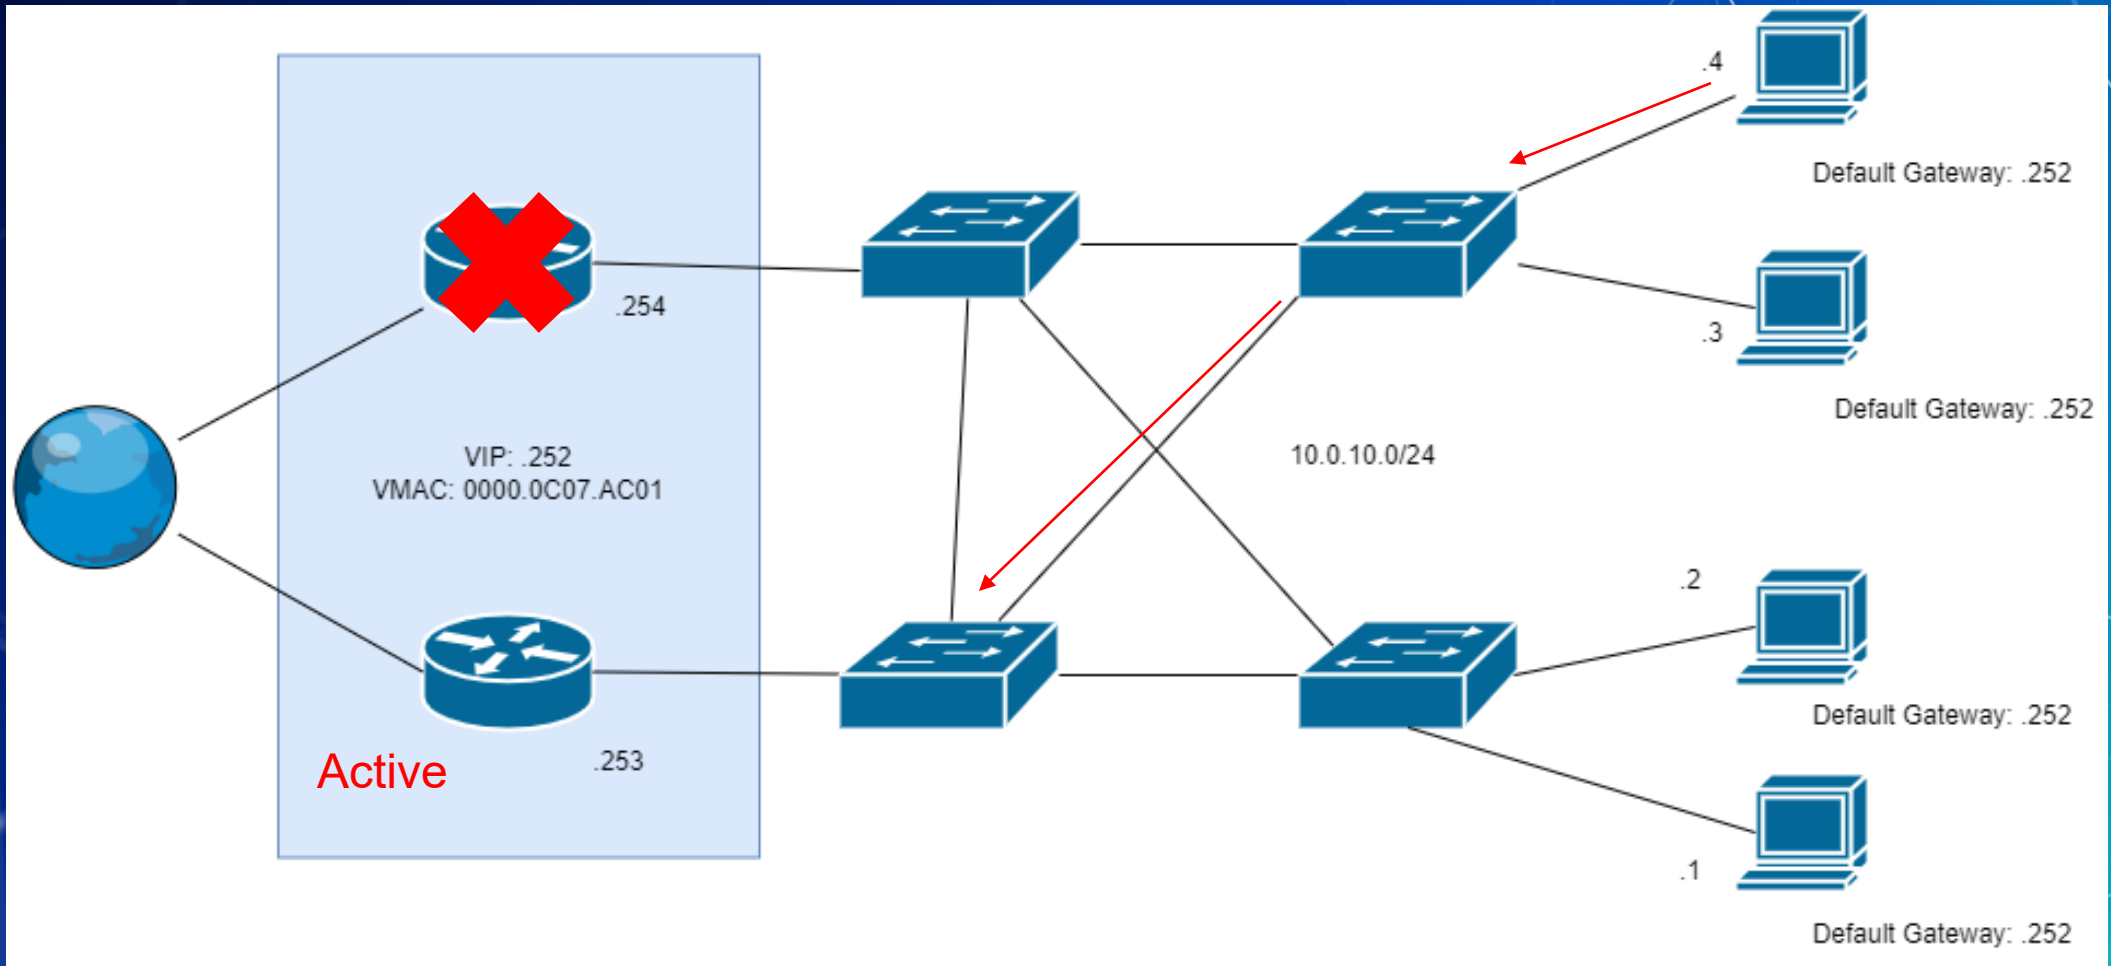 .4
Default Gateway: .252
.254
.3
Default Gateway: .252
VIP: .252
VMAC: 0000.0C07.AC01
10.0.10.0/24
.2
Default Gateway: .252
Active
.253
.1
Default Gateway: .252